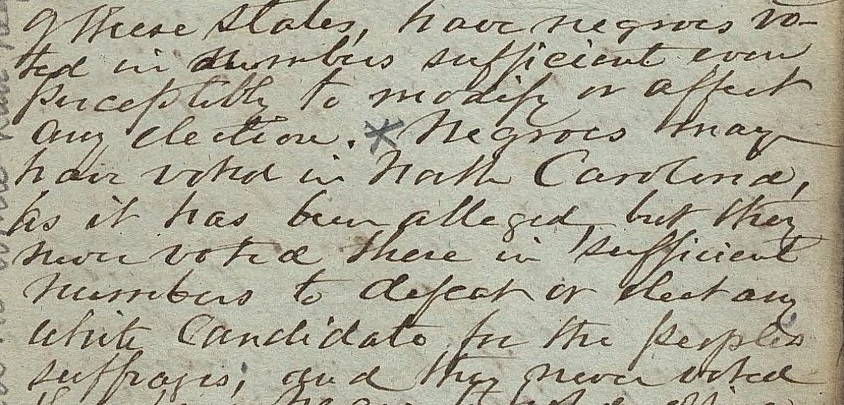 of these States, have negroes vo-
ted in numbers sufficient even
perceptibly to modify or affect
any election. * Negroes may
have voted in North Carolina,
as it has been alleged, but they
never voted there in sufficient
numbers to defeat or elect any
white Candidate for the peoples
suffrages, and they never voted